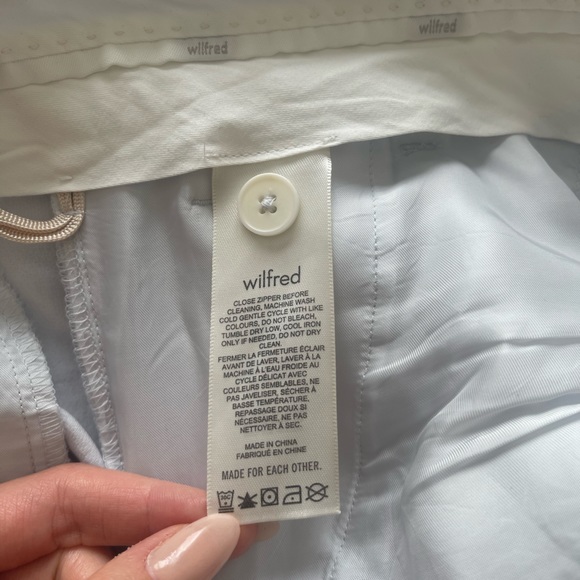 wilfred
wilfred
wilfred
CLOSE ZIPPER BEFORE
CLEANING, MACHINE WASH
COLD GENTLE CYCLE WITH LIKE
COLOURS, DO NOT BLEACH,
TUMBLE DRY LOW, COOL IRON
ONLY IF NEEDED, DO NOT DRY
CLEAN.
FERMER LA FERMETURE ÉCLAIR
AVANT DE LAVER, LAVER À LA
MACHINE À L'EAU FROIDE AU
CYCLE DÉLICAT AVEC
COULEURS SEMBLABLES, NE
PAS JAVELISER, SÉCHER À
BASSE TEMPÉRATURE,
REPASSAGE DOUX SI
NÉCESSAIRE, NE PAS
NETTOYER À SEC.
MADE IN CHINA
FABRIQUÉ EN CHINE
MADE FOR EACH OTHER.
30C